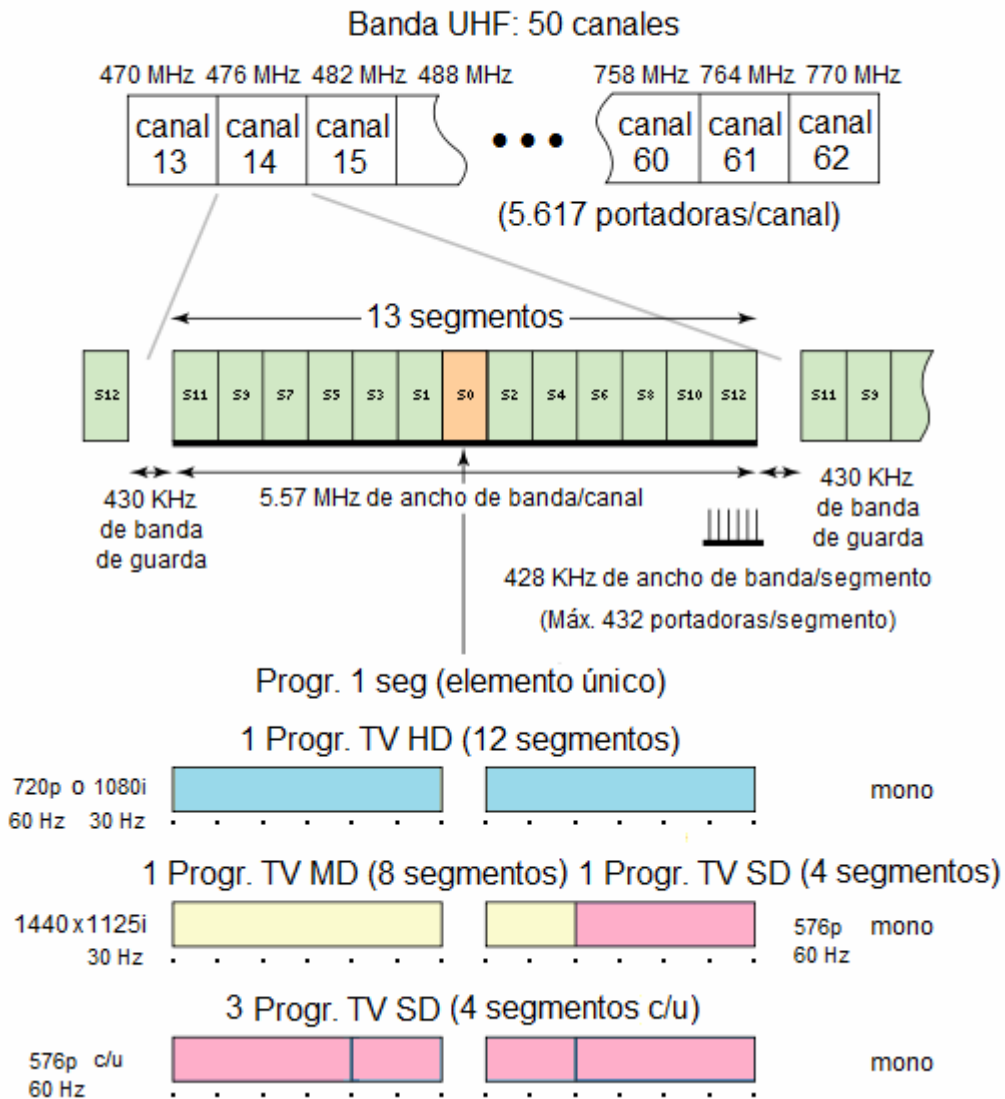 Banda UHF: 50 canales
470 MHz 476 MHz 482 MHz 488 MHz 758 MHz 764 MHz 770 MHz
canal canal canal canal canal canal
13 14 15 60 61 62
(5.617 portadoras/canal)
13 segmentos
S12 S11 S9 S7 S5 S3 S1 S0 S2 S4 S6 S8 S10 S12 S11 S9
430 KHz
de banda
de guarda
5.57 MHz de ancho de banda/canal
430 KHz
de banda
de guarda
428 KHz de ancho de banda/segmento
(Máx. 432 portadoras/segmento)
Progr. 1 seg (elemento único)
1 Progr. TV HD (12 segmentos)
720p o 1080i mono
60 Hz 30 Hz
1 Progr. TV MD (8 segmentos) 1 Progr. TV SD (4 segmentos)
1440x1125i 576p mono
30 Hz 60 Hz
3 Progr. TV SD (4 segmentos c/u)
576p c/u mono
60 Hz